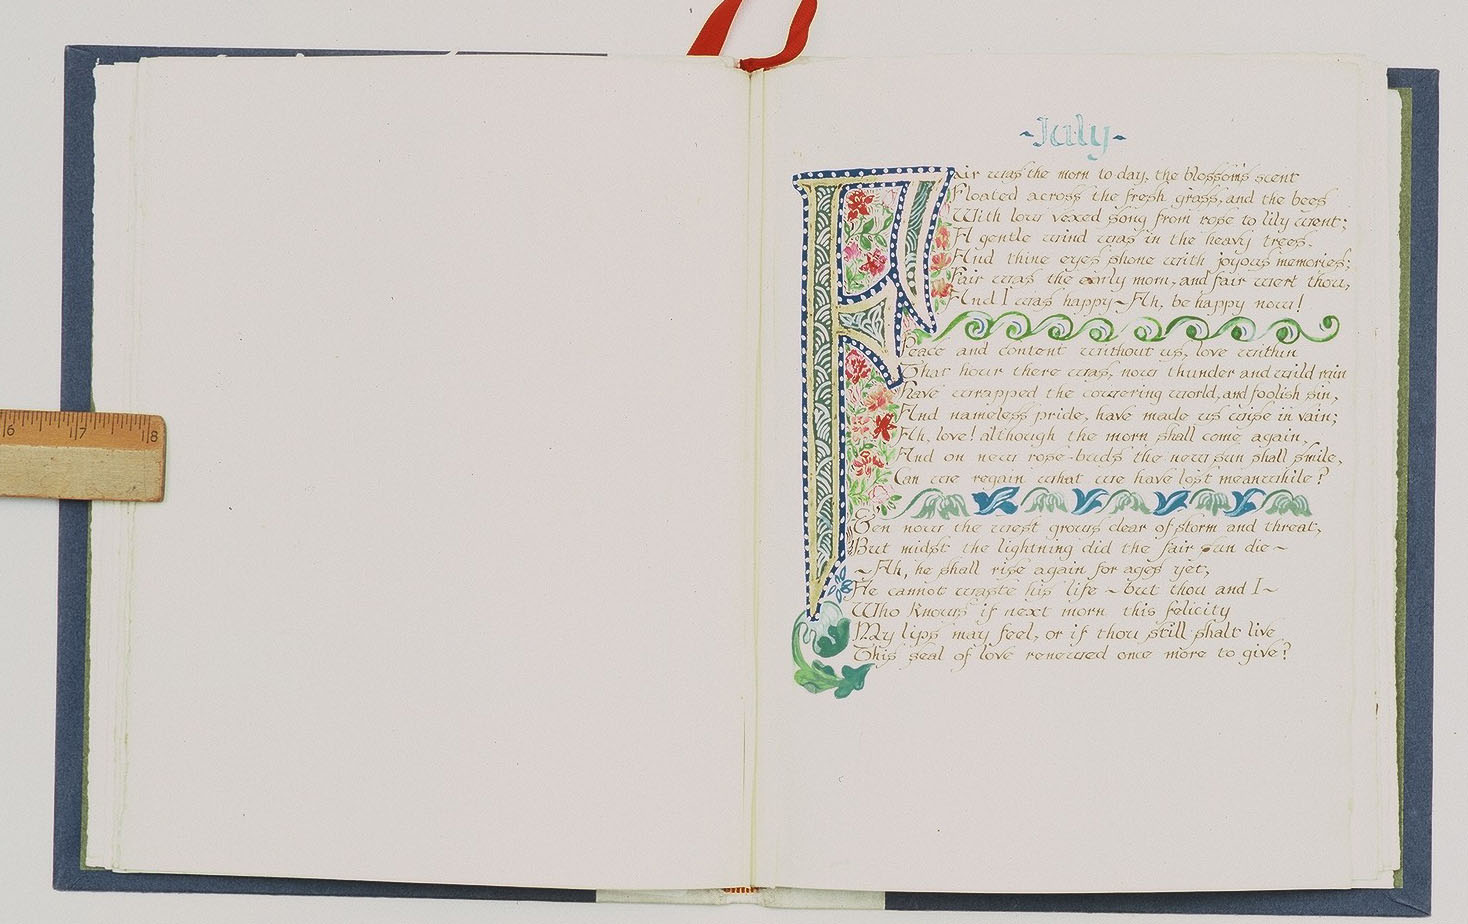 -July-
Fair was the morn to day, the blossom's scent
Floated across the fresh grass, and the bees
With low vexed song from rose to lily went;
A gentle wind was in the heavy trees.
And thine eyes shone with joyous memories;
Fair was the early morn, and fair wert thou,
And I was happy~Ah, be happy now!
Peace and content without us, love within
That hour there was, now thunder and wild rain
Have wrapped the cowering world, and foolish sin,
And nameless pride, have made us wise in vain;
Ah, love! although the morn shall come again,
And on new rose-buds the new sun shall smile,
Can we regain what we have lost meanwhile?
E'en now the west grows clear of storm and threat,
But midst the lightning did the fair sun die~
~Ah, he shall rise again for ages yet,
He cannot waste his life ~but thou and I~
Who knows if next morn this felicity
My lips may feel, or if thou still shalt live
This seal of love renewed once more to give?
6 7 8